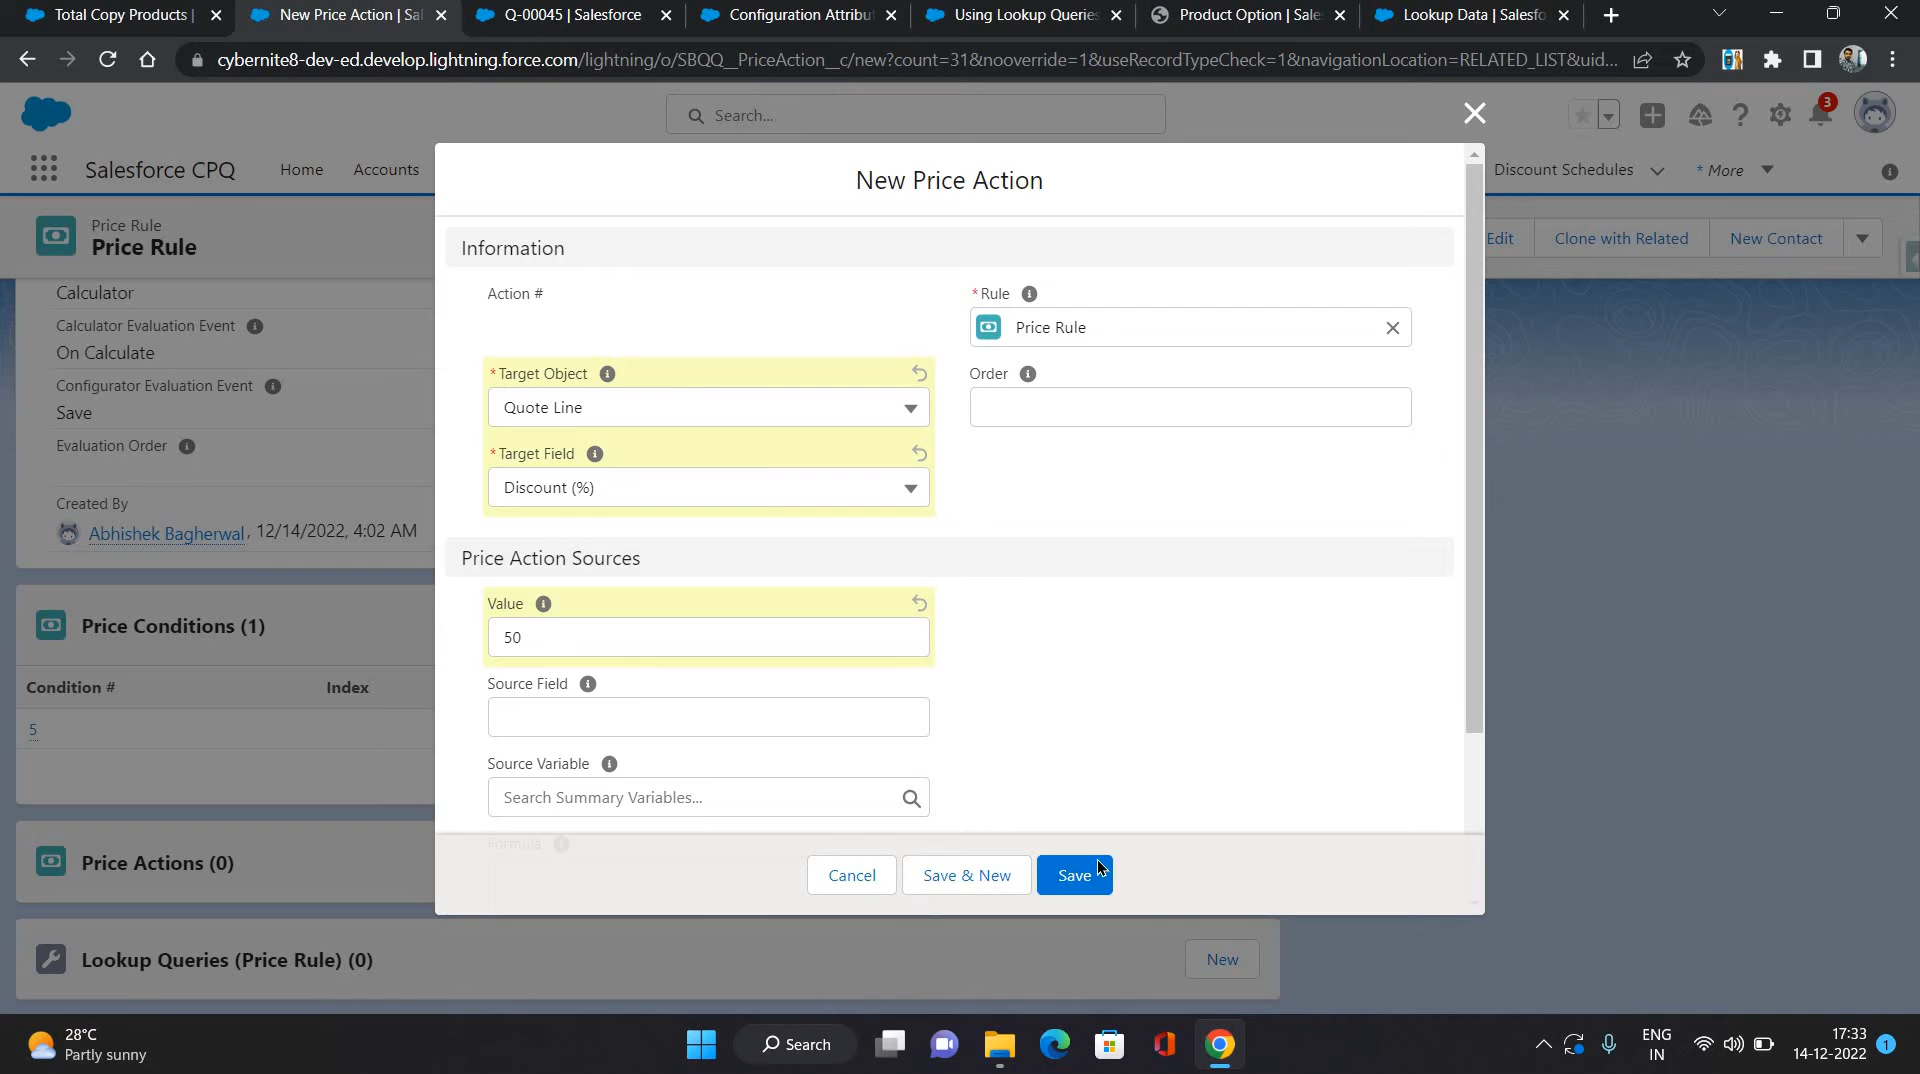 Total Copy Products |
New Price Action | Sal
Q-00045 | Salesforce
Configuration Attribut
Using Lookup Queries
Product Option | Sale
Lookup Data | Salesfo
cybernite8-dev-ed.develop.lightning.force.com/lightning/o/SBQQ__PriceAction__c/new?count=31&nooverride=1&useRecordTypeCheck=1&navigationLocation=RELATED_LIST&uid...
Search...
3
Salesforce CPQ
Home
Accounts
Discount Schedules
* More
Price Rule
Price Rule
Edit
Clone with Related
New Contact
Calculator
Calculator Evaluation Event
On Calculate
Configurator Evaluation Event
Save
Evaluation Order
Created By
Abhishek Bagherwal, 12/14/2022, 4:02 AM
Price Conditions (1)
Condition #
Index
5
Price Actions (0)
Lookup Queries (Price Rule) (0)
New
New Price Action
Information
Action #
* Rule
Price Rule
* Target Object
Quote Line
Order
* Target Field
Discount (%)
Price Action Sources
Value
50
Source Field
Source Variable
Search Summary Variables...
Formula
Cancel
Save & New
Save
28°C
Partly sunny
Search
ENG
IN
17:33
14-12-2022
1